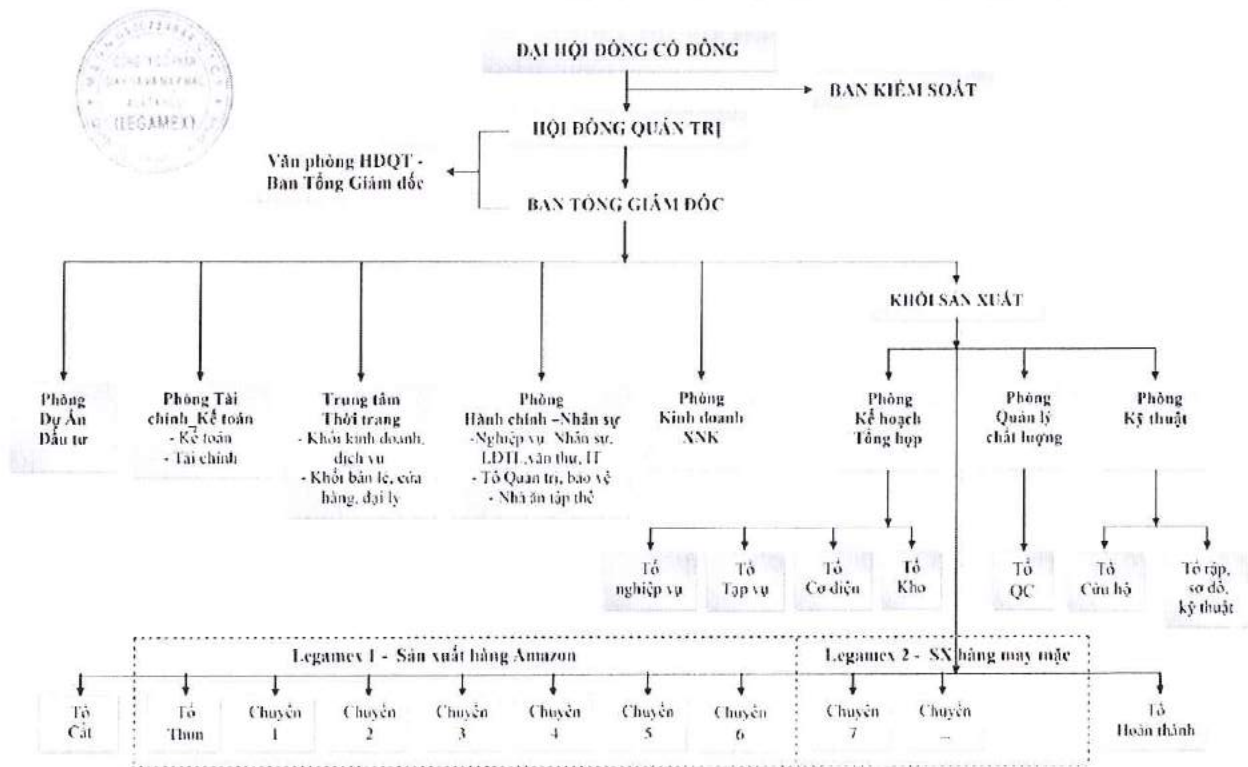 ĐẠI HỘI ĐỒNG CỔ ĐÔNG
BAN KIỂM SOÁT
(LEGAMEX)
HỘI ĐỒNG QUẢN TRỊ
Văn phòng HĐQT -
Ban Tổng Giám đốc
BAN TỔNG GIÁM ĐỐC
KHỐI SẢN XUẤT
Phòng
Dự Án
Đầu tư
Phòng Tài
chính_Kế toán
- Kế toán
- Tài chính
Trung tâm
Thời trang
- Khối kinh doanh,
dịch vụ
- Khối bán lẻ, cửa
hàng, đại lý
Phòng
Hành chính –Nhân sự
-Nghiệp vụ: Nhân sự,
LĐTL,văn thư, IT
- Tổ Quản trị, bảo vệ
- Nhà ăn tập thể
Phòng
Kinh doanh
XNK
Phòng
Kế hoạch
Tổng hợp
Phòng
Quản lý
chất lượng
Phòng
Kỹ thuật
Tổ
nghiệp vụ
Tổ
Tạp vụ
Tổ
Cơ điện
Tổ
Kho
Tổ
QC
Tổ
Cứu hộ
Tổ rập,
sơ đồ,
kỹ thuật
Legamex 1 - Sản xuất hàng Amazon
Legamex 2 - SX hàng may mặc
Tổ
Cắt
Tổ
Thun
Chuyền
1
Chuyền
2
Chuyền
3
Chuyền
4
Chuyền
5
Chuyền
6
Chuyền
7
Chuyền
...
Tổ
Hoàn thành